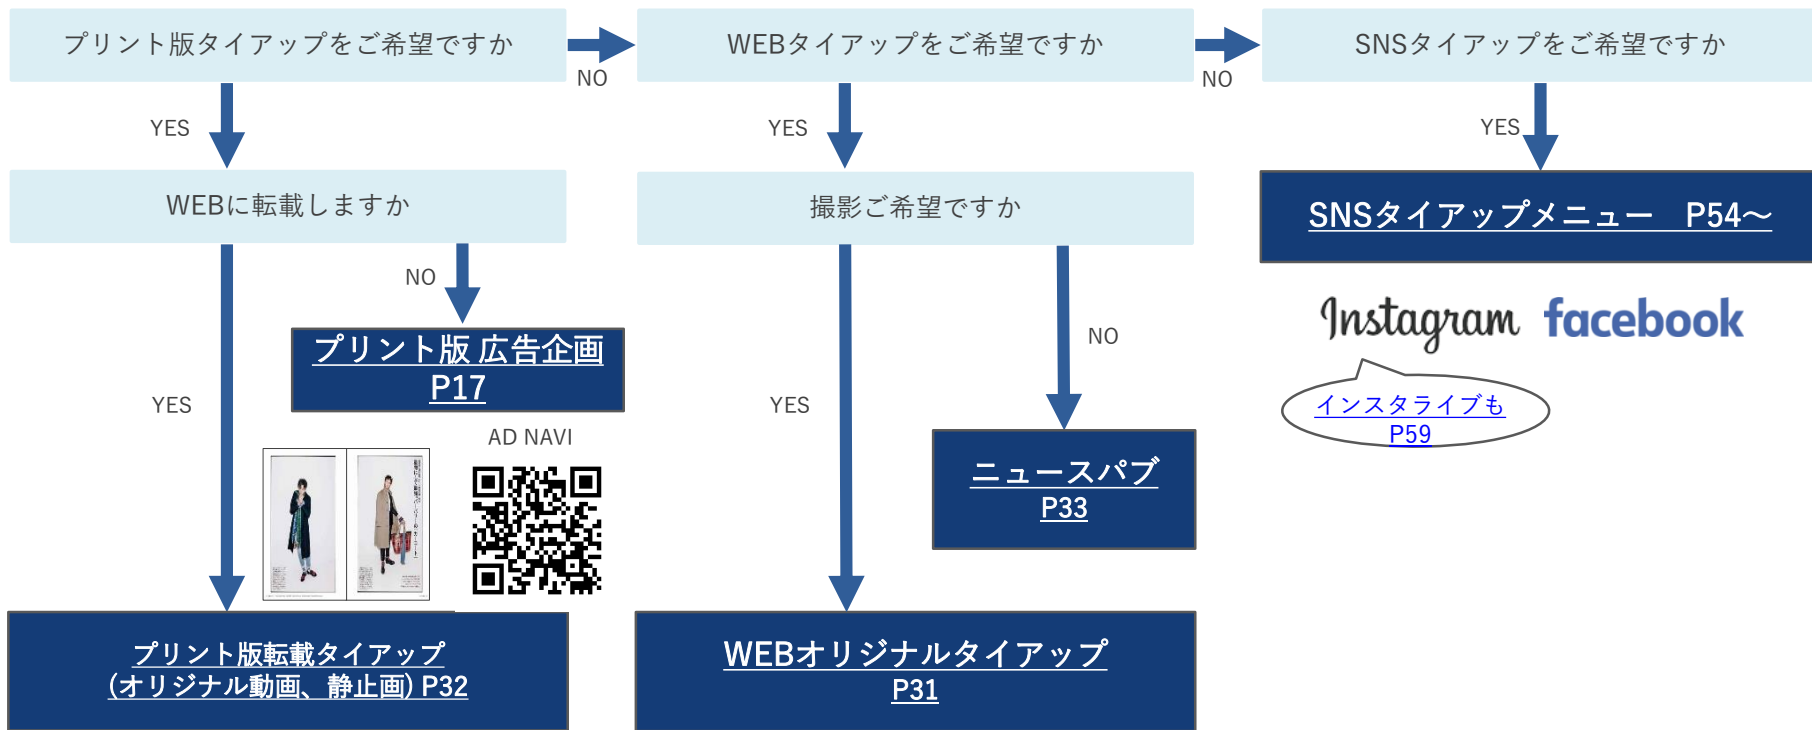 プリント版タイアップをご希望ですか
NO
WEBタイアップをご希望ですか
NO
SNSタイアップをご希望ですか
YES
YES
YES
WEBに転載しますか
撮影ご希望ですか
SNSタイアップメニュー　P54～
NO
プリント版 広告企画
P17
YES
YES
NO
Instagram
facebook
インスタライブも
P59
AD NAVI
ニュースパブ
P33
プリント版転載タイアップ
(オリジナル動画、静止画) P32
WEBオリジナルタイアップ
P31